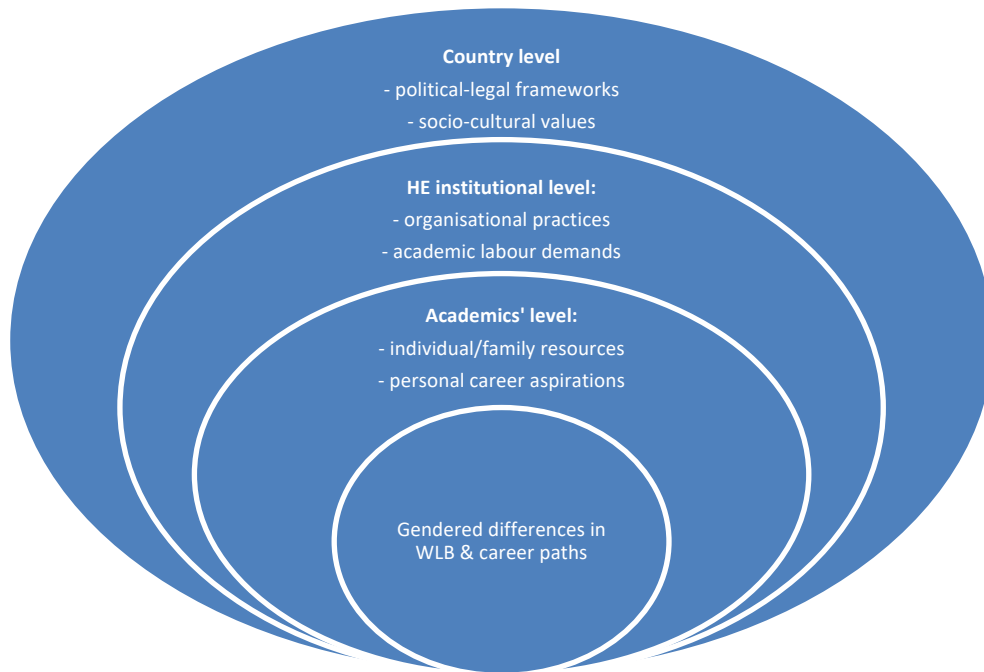 Country level
- political-legal frameworks
- socio-cultural values
HE institutional level:
- organisational practices
- academic labour demands
Academics' level:
- individual/family resources
- personal career aspirations
Gendered differences in
WLB & career paths